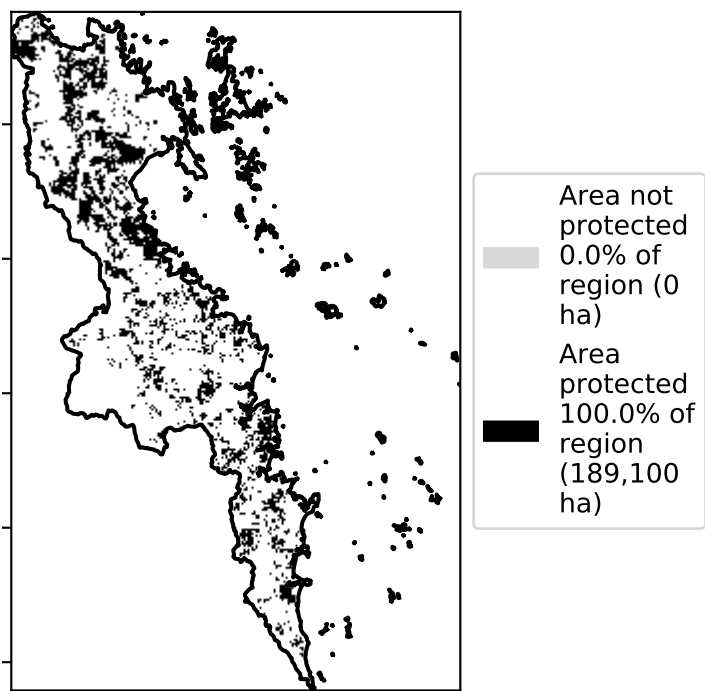 Area not
protected
0.0% of
region (0
ha)
Area
protected
100.0% of
region
(189,100
ha)